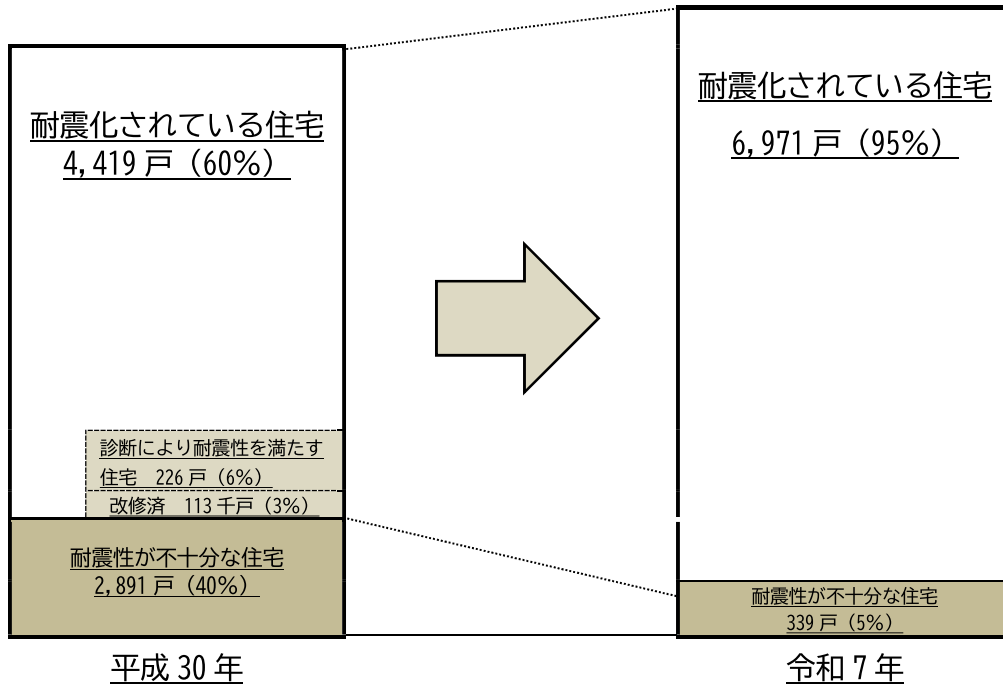 耐震化されている住宅
4,419 戸（60%）
診断により耐震性を満たす
住宅　226 戸（6%）
改修済　113 千戸（3%）
耐震性が不十分な住宅
2,891 戸（40%）
平成 30 年
耐震化されている住宅
6,971 戸（95%）
耐震性が不十分な住宅
339 戸（5%）
令和 7 年